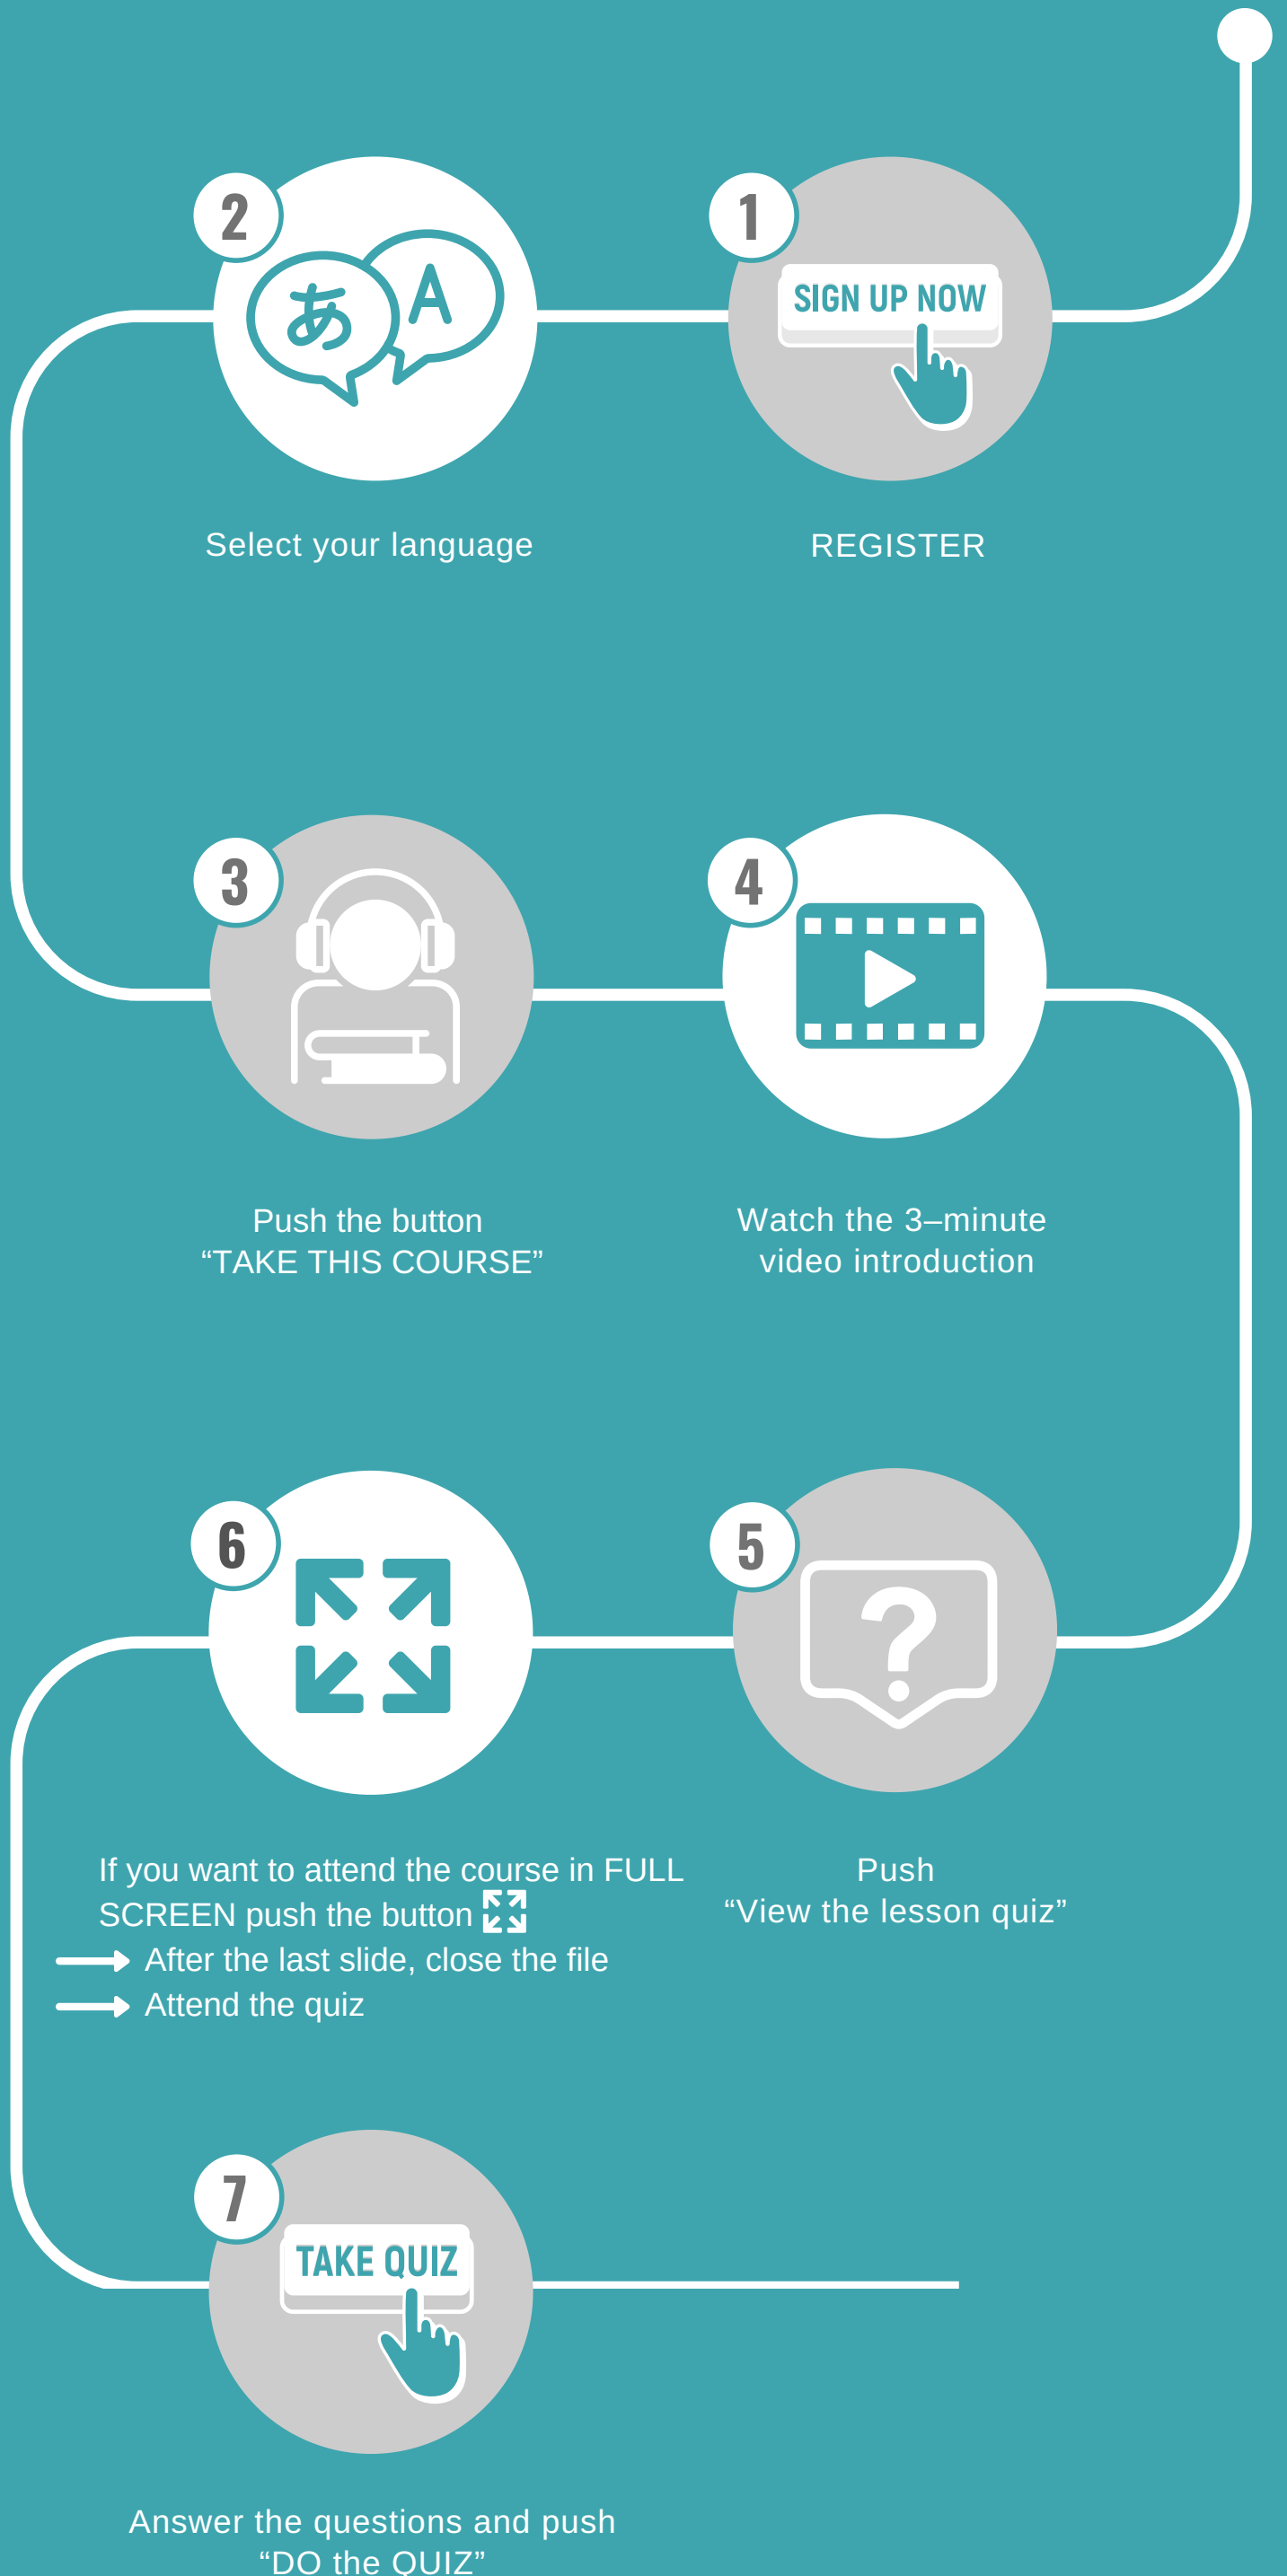 1
SIGN UP NOW
REGISTER
2
あ A
Select your language
3
Push the button
“TAKE THIS COURSE”
4
Watch the 3–minute
video introduction
5
?
Push
“View the lesson quiz”
6
If you want to attend the course in FULL
SCREEN push the button
After the last slide, close the file
Attend the quiz
7
TAKE QUIZ
Answer the questions and push
“DO the QUIZ”